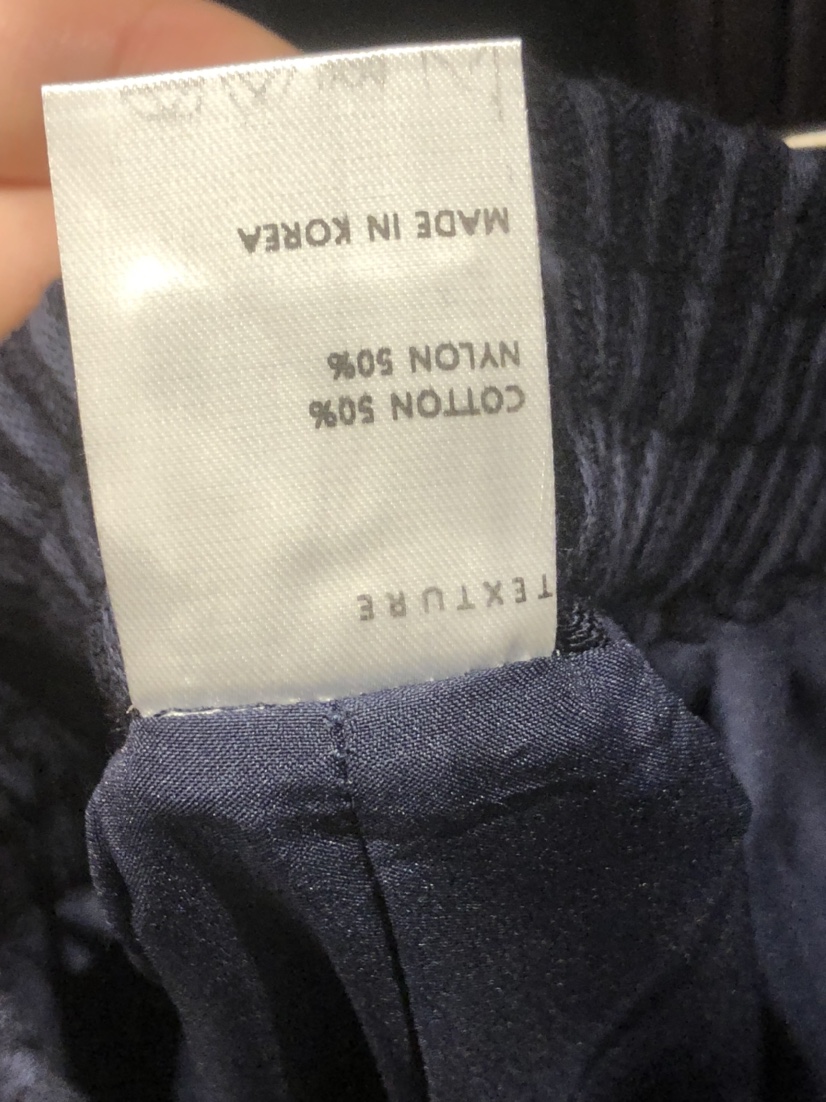 TEXTURE
COTTON 50%
NYLON 50%
MADE IN KOREA